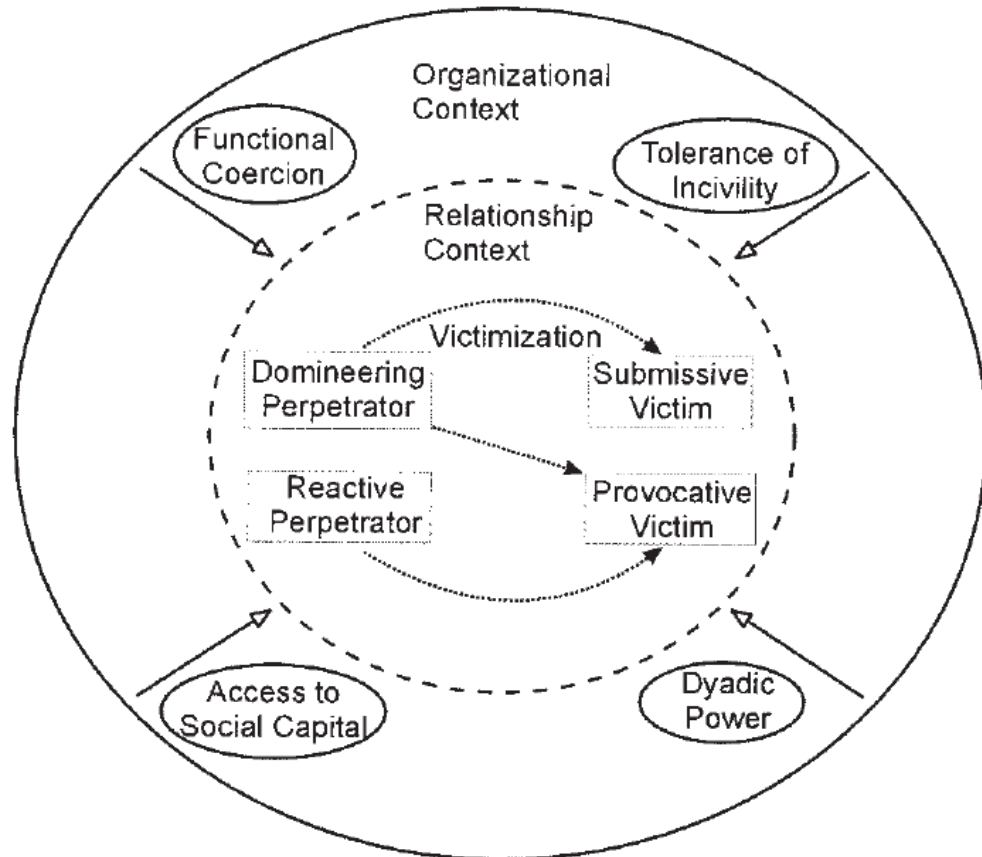 Organizational
Context
Functional
Coercion
Tolerance of
Incivility
Relationship
Context
Victimization
Domineering
Perpetrator
Submissive
Victim
Reactive
Perpetrator
Provocative
Victim
Access to
Social Capital
Dyadic
Power